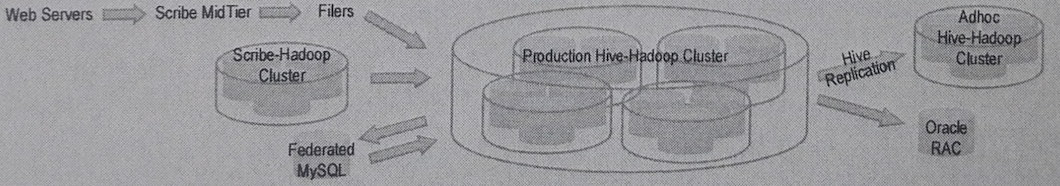 Web Servers
Scribe MidTier
Filers
Scribe-Hadoop
Cluster
Federated
MySQL
Production Hive-Hadoop Cluster
Hive
Replication
Adhoc
Hive-Hadoop
Cluster
Oracle
RAC